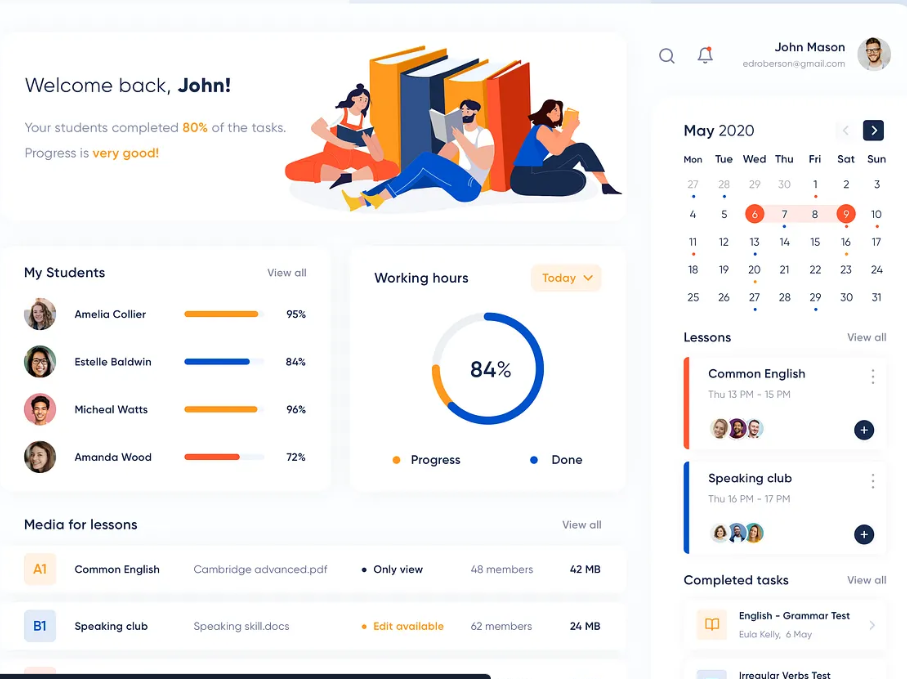 Welcome back, John!
Your students completed 80% of the tasks.
Progress is very good!
John Mason
edroberson@gmail.com
May 2020
Mon Tue Wed Thu Fri Sat Sun
27 28 29 30 1 2 3
4 5 6 7 8 9 10
11 12 13 14 15 16 17
18 19 20 21 22 23 24
25 26 27 28 29 30 31
My Students View all
Amelia Collier 95%
Estelle Baldwin 84%
Micheal Watts 96%
Amanda Wood 72%
Working hours Today
84%
Progress Done
Media for lessons View all
A1 Common English Cambridge advanced.pdf Only view 48 members 42 MB
B1 Speaking club Speaking skill.docs Edit available 62 members 24 MB
Lessons View all
Common English
Thu 13 PM - 15 PM
Speaking club
Thu 16 PM - 17 PM
Completed tasks View all
English - Grammar Test
Eula Kelly, 6 May
Irregular Verbs Test